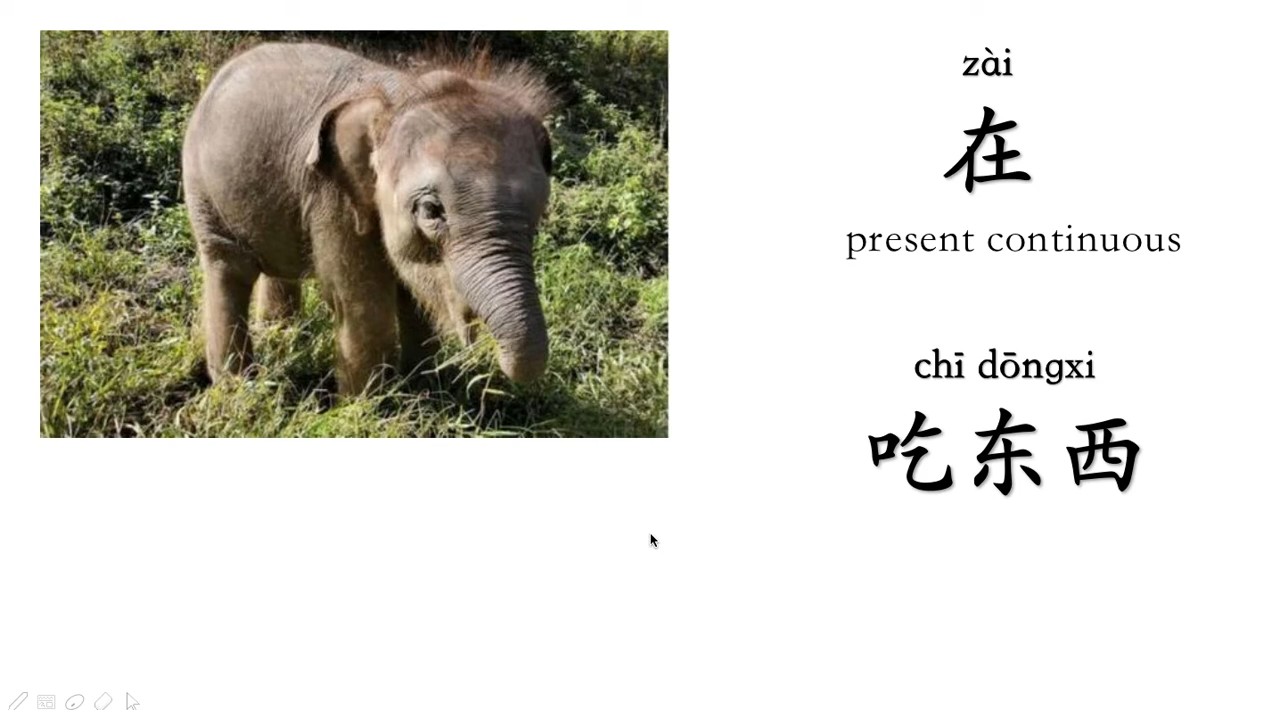 zài
在
present continuous
chī dōngxi
吃东西